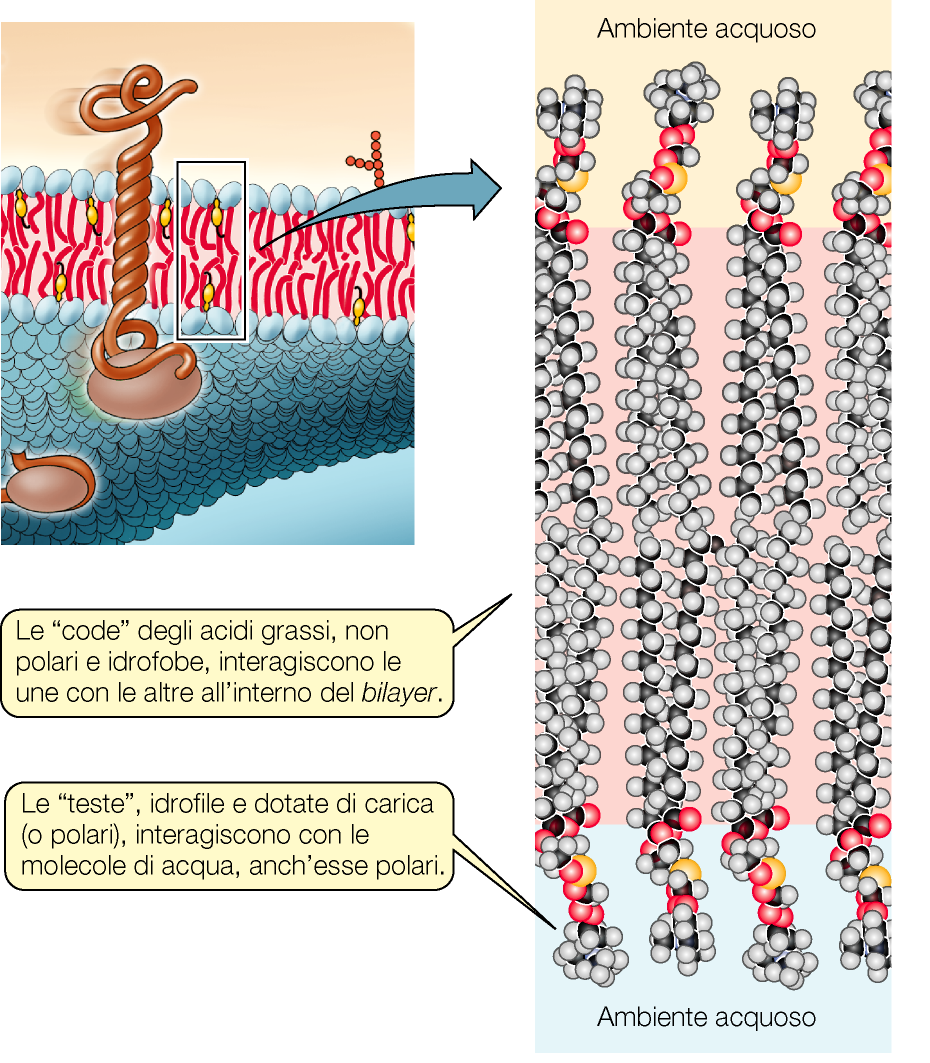 Ambiente acquoso
Le “code” degli acidi grassi, non
polari e idrofobe, interagiscono le
une con le altre all’interno del bilayer.
Le “teste”, idrofile e dotate di carica
(o polari), interagiscono con le
molecole di acqua, anch’esse polari.
Ambiente acquoso